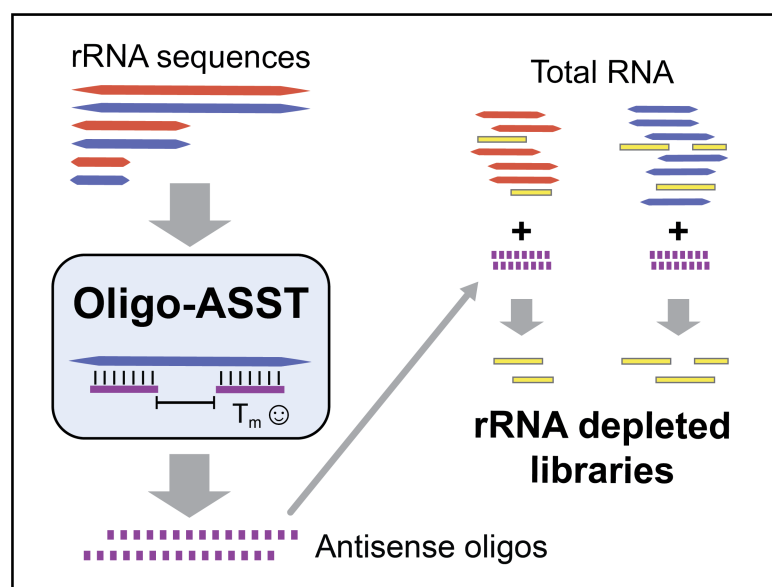 rRNA sequences
Oligo-ASST
Tm
Antisense oligos
Total RNA
+
+
rRNA depleted
libraries